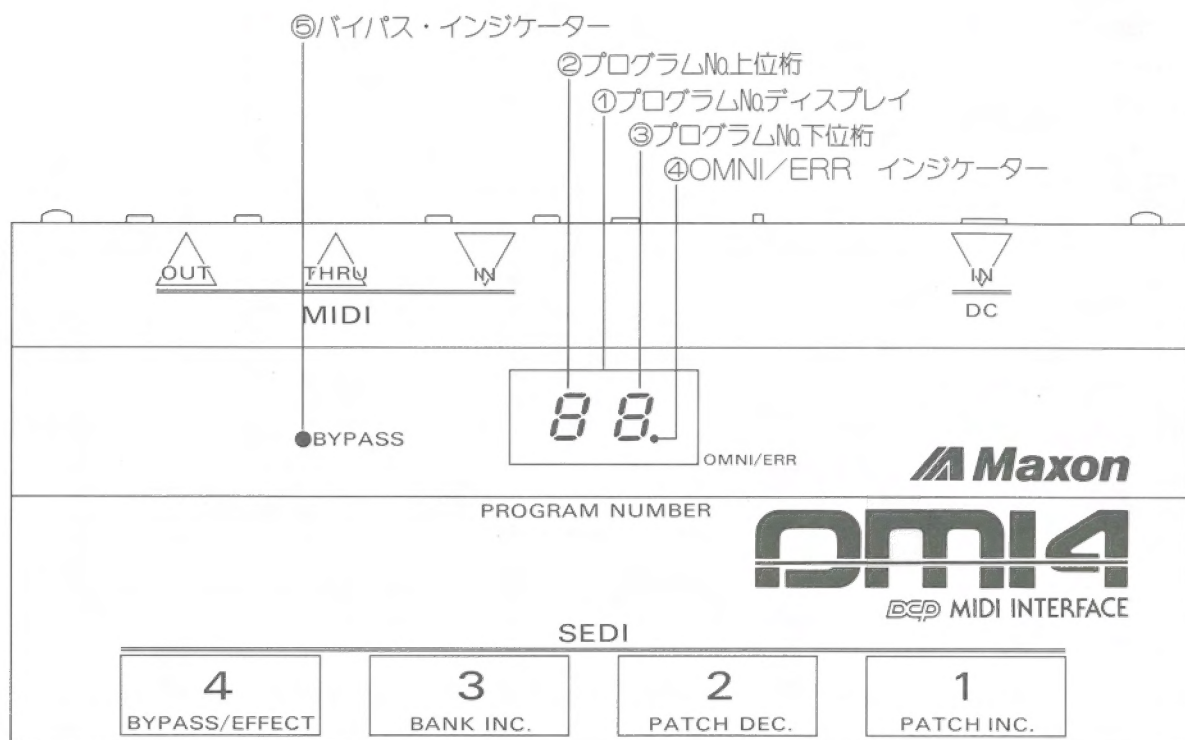 ⑤バイパス・インジケーター
②プログラム№上位桁
①プログラム№ディスプレイ
③プログラム№下位桁
④OMNI/ERR インジケーター
OUT THRU IN IN
MIDI DC
88.
BYPASS
OMNI/ERR
Maxon
PROGRAM NUMBER
DMI4
DCP MIDI INTERFACE
SEDI
4 3 2 1
BYPASS/EFFECT BANK INC. PATCH DEC. PATCH INC.